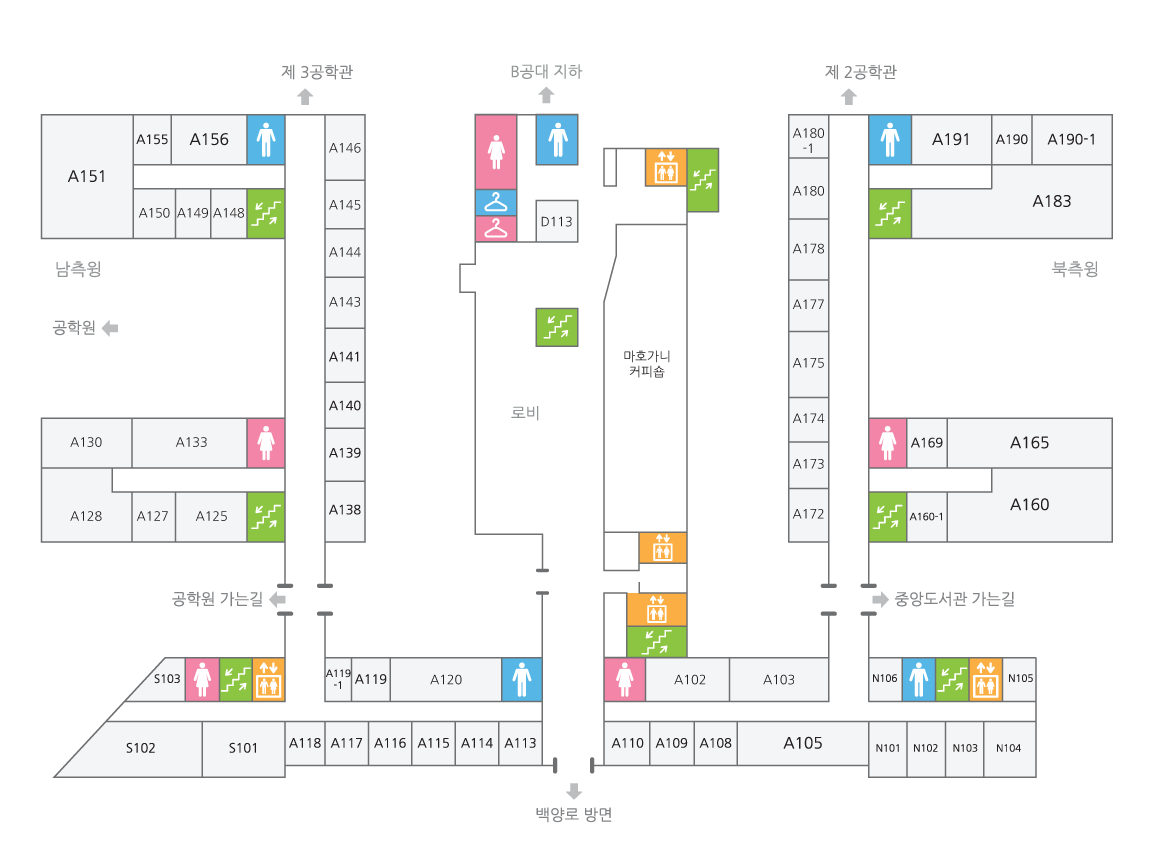 제 3공학관
B공대 지하
제 2공학관
A155
A156
A146
A180
-1
A191
A190
A190-1
A151
A150
A149
A148
A145
D113
A180
A183
남측윙
A144
A178
북측윙
공학원
A143
A177
A141
마호가니
커피숍
A175
A140
로비
A174
A130
A133
A139
A173
A169
A165
A128
A127
A125
A138
A172
A160-1
A160
공학원 가는길
중앙도서관 가는길
S103
A119
-1
A119
A120
A102
A103
N106
N105
S102
S101
A118
A117
A116
A115
A114
A113
A110
A109
A108
A105
N101
N102
N103
N104
백양로 방면